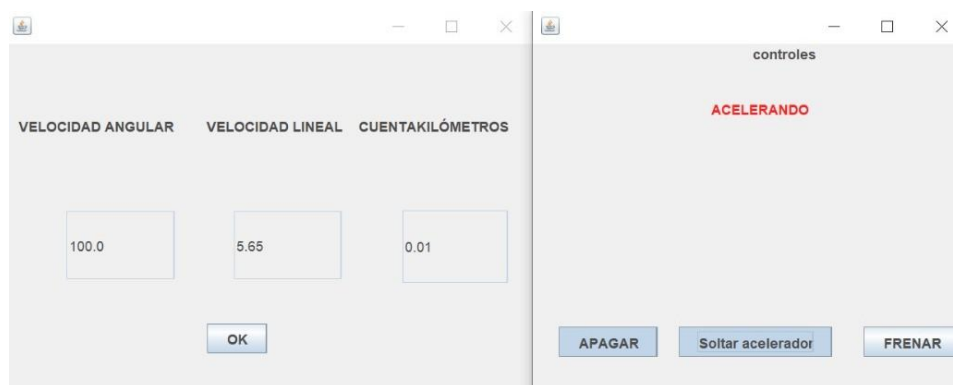 VELOCIDAD ANGULAR
VELOCIDAD LINEAL
CUENTAKILÓMETROS
100.0
5.65
0.01
OK
controles
ACELERANDO
APAGAR
Soltar acelerador
FRENAR